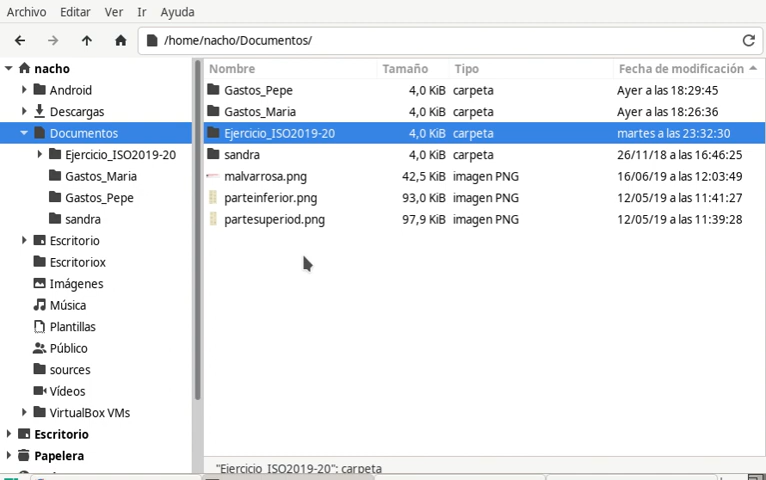 Archivo Editar Ver Ir Ayuda
/home/nacho/Documentos/
nacho
Android
Descargas
Documentos
Ejercicio_ISO2019-20
Gastos_Maria
Gastos_Pepe
sandra
Escritorio
Escritoriox
Imágenes
Música
Plantillas
Público
sources
Vídeos
VirtualBox VMs
Escritorio
Papelera
Nombre Tamaño Tipo Fecha de modificación
Gastos_Pepe 4,0 KiB carpeta Ayer a las 18:29:45
Gastos_Maria 4,0 KiB carpeta Ayer a las 18:26:36
Ejercicio_ISO2019-20 4,0 KiB carpeta martes a las 23:32:30
sandra 4,0 KiB carpeta 26/11/18 a las 16:46:25
malvarrosa.png 42,5 KiB imagen PNG 16/06/19 a las 12:03:49
parteinferior.png 93,0 KiB imagen PNG 12/05/19 a las 11:41:27
partesuperiod.png 97,9 KiB imagen PNG 12/05/19 a las 11:39:28
"Ejercicio_ISO2019-20": carpeta